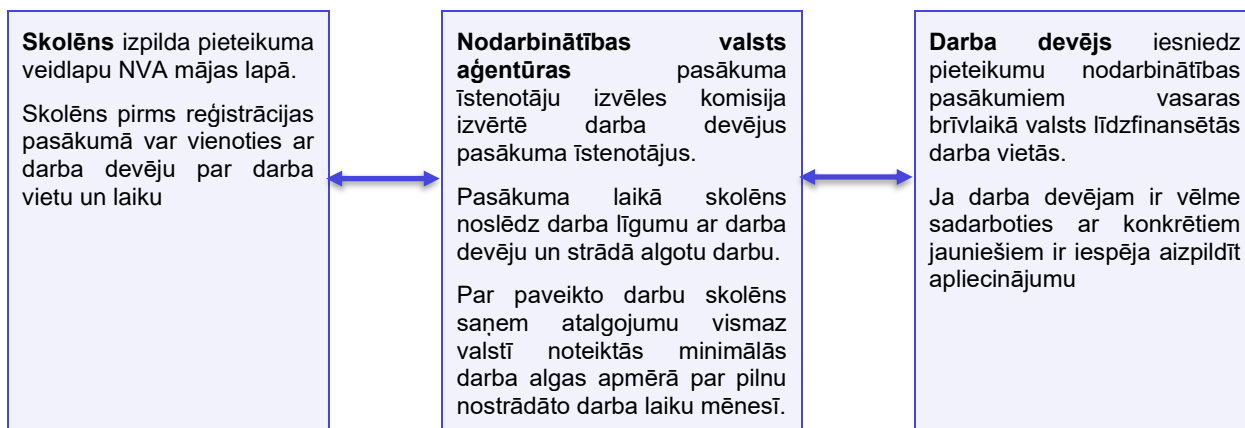 Skolēns izpilda pieteikuma
veidlapu NVA mājas lapā.
Skolēns pirms reģistrācijas
pasākumā var vienoties ar
darba devēju par darba
vietu un laiku
Nodarbinātības valsts
aģentūras pasākuma
īstenotāju izvēles komisija
izvērtē darba devējus
pasākuma īstenotājus.
Pasākuma laikā skolēns
noslēdz darba līgumu ar darba
devēju un strādā algotu darbu.
Par paveikto darbu skolēns
saņem atalgojumu vismaz
valstī noteiktās minimālās
darba algas apmērā par pilnu
nostrādāto darba laiku mēnesī.
Darba devējs iesniedz
pieteikumu nodarbinātības
pasākumiem vasaras
brīvlaikā valsts līdzfinansētās
darba vietās.
Ja darba devējam ir vēlme
sadarboties ar konkrētiem
jauniešiem ir iespēja aizpildīt
apliecinājumu